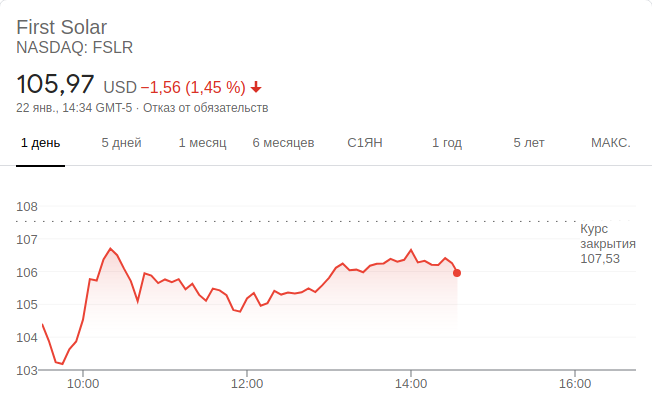 First Solar
NASDAQ: FSLR
105,97 USD −1,56 (1,45 %)
22 янв., 14:34 GMT-5 · Отказ от обязательств
1 день 5 дней 1 месяц 6 месяцев С1ЯН 1 год 5 лет МАКС.
108
107
106
105
104
103
Курс
закрытия
107,53
10:00 12:00 14:00 16:00